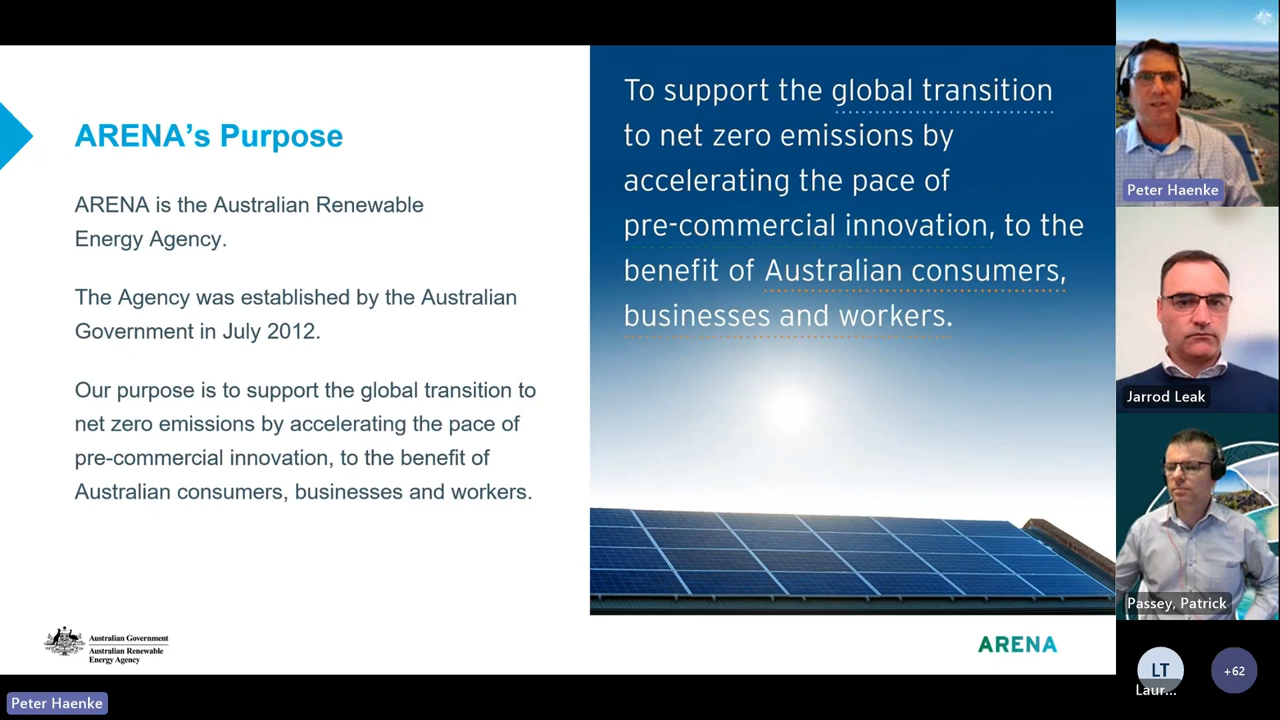 ARENA's Purpose
ARENA is the Australian Renewable
Energy Agency.
The Agency was established by the Australian
Government in July 2012.
Our purpose is to support the global transition to
net zero emissions by accelerating the pace of
pre-commercial innovation, to the benefit of
Australian consumers, businesses and workers.
To support the global transition
to net zero emissions by
accelerating the pace of
pre-commercial innovation, to the
benefit of Australian consumers,
businesses and workers.
Australian Government
Australian Renewable
Energy Agency
ARENA
Peter Haenke
Peter Haenke
Jarrod Leak
Passey, Patrick
LT
Laur...
+62